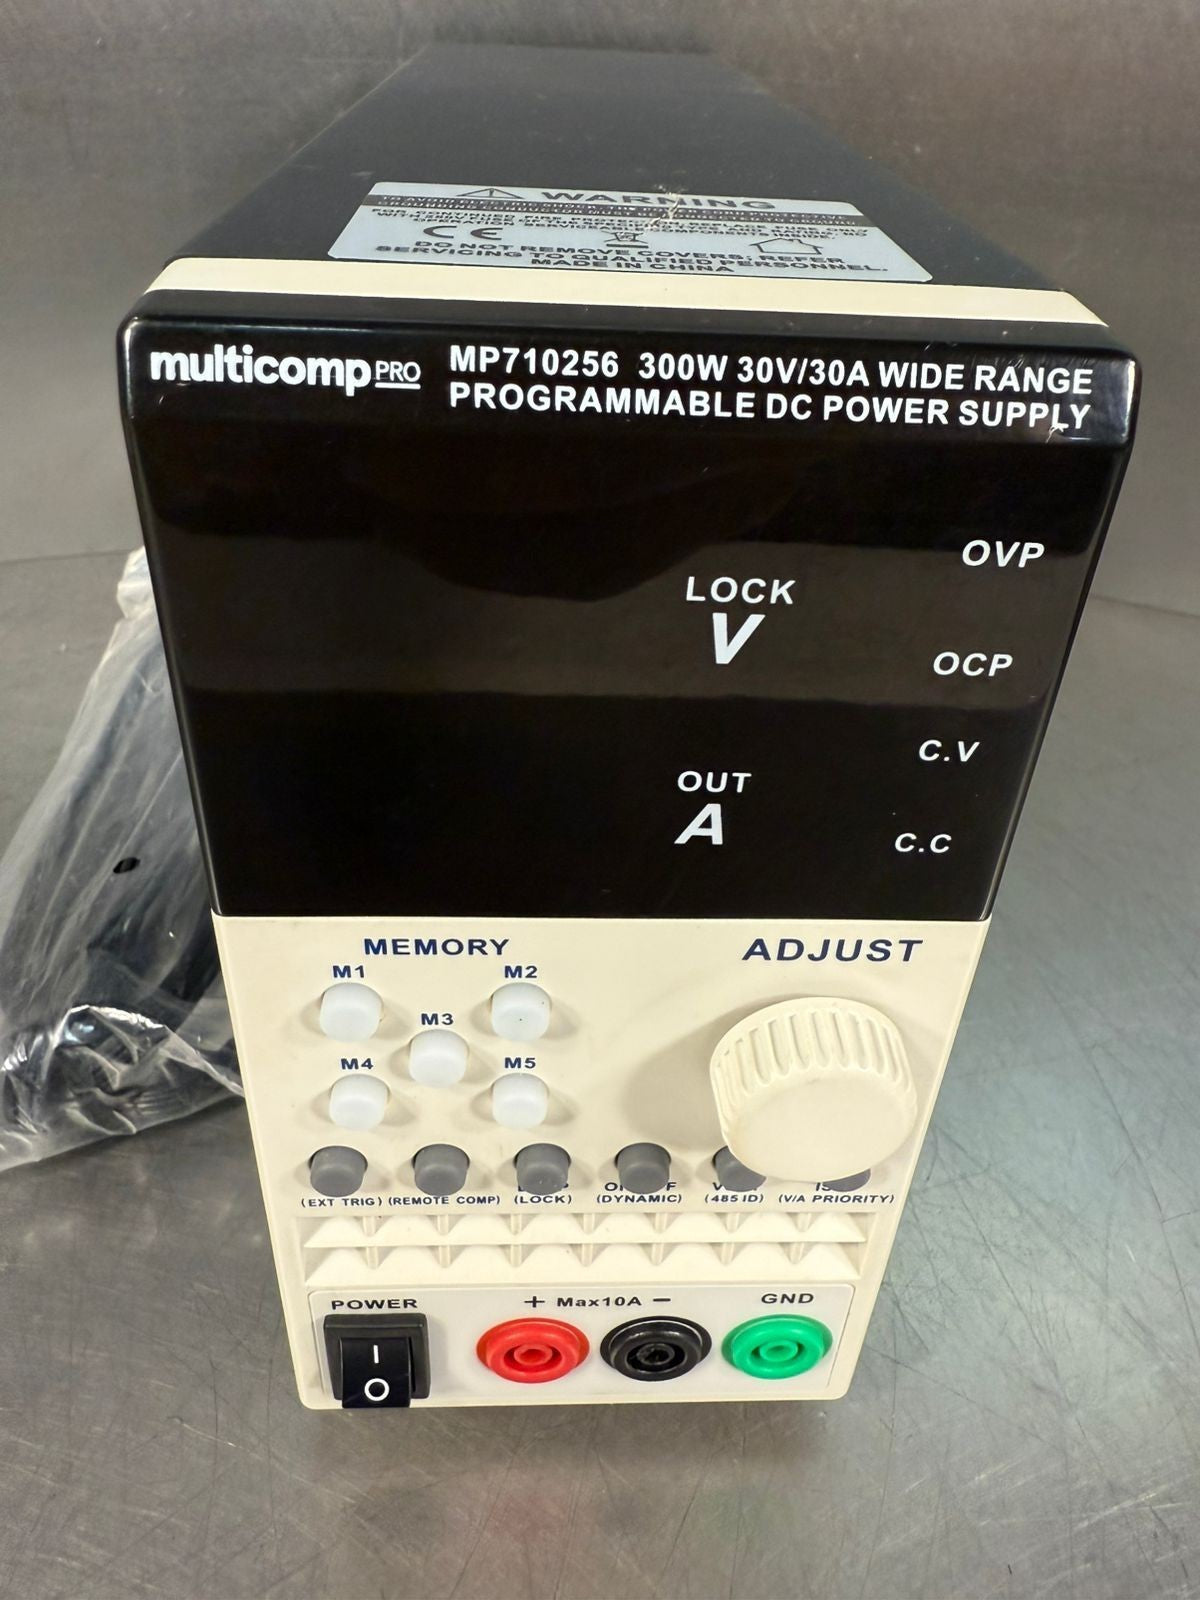 WARNING
DO NOT REMOVE COVERS: REFER
SERVICING TO QUALIFIED PERSONNEL.
MADE IN CHINA
CE
multicomp PRO
MP710256 300W 30V/30A WIDE RANGE
PROGRAMMABLE DC POWER SUPPLY
OVP
LOCK
V
OCP
C.V
OUT
A
C.C
MEMORY
ADJUST
M1
M2
M3
M4
M5
(EXT TRIG) (REMOTE COMP) (LOCK) (DYNAMIC) (485 ID) (V/A PRIORITY)
POWER
+ Max10A −
GND
I
O